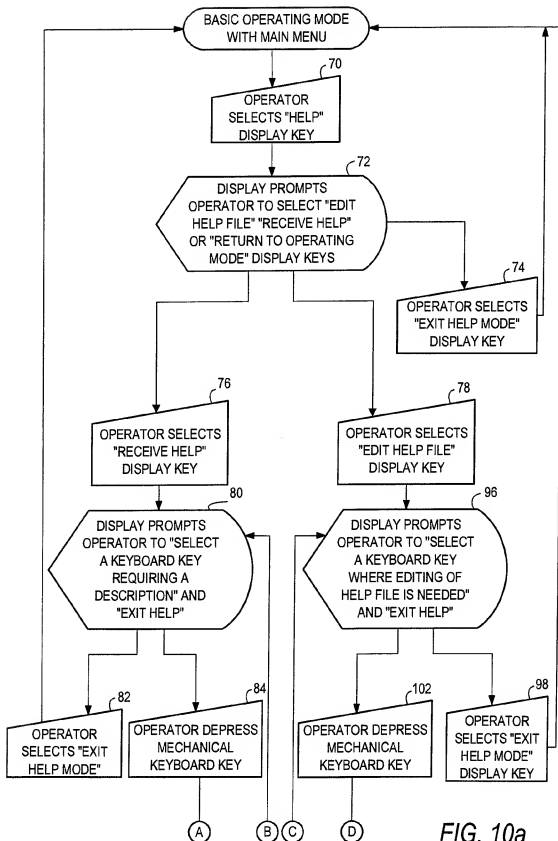 BASIC OPERATING MODE
WITH MAIN MENU
70
OPERATOR
SELECTS "HELP"
DISPLAY KEY
72
DISPLAY PROMPTS
OPERATOR TO SELECT "EDIT
HELP FILE" "RECEIVE HELP"
OR "RETURN TO OPERATING
MODE" DISPLAY KEYS
74
OPERATOR SELECTS
"EXIT HELP MODE"
DISPLAY KEY
76
OPERATOR SELECTS
"RECEIVE HELP"
DISPLAY KEY
78
OPERATOR SELECTS
"EDIT HELP FILE"
DISPLAY KEY
80
DISPLAY PROMPTS
OPERATOR TO "SELECT
A KEYBOARD KEY
REQUIRING A
DESCRIPTION" AND
"EXIT HELP"
96
DISPLAY PROMPTS
OPERATOR TO "SELECT
A KEYBOARD KEY
WHERE EDITING OF
HELP FILE IS NEEDED"
AND "EXIT HELP"
82
OPERATOR
SELECTS "EXIT
HELP MODE"
84
OPERATOR DEPRESS
MECHANICAL
KEYBOARD KEY
102
OPERATOR DEPRESS
MECHANICAL
KEYBOARD KEY
98
OPERATOR
SELECTS "EXIT
HELP MODE"
DISPLAY KEY
A B C D
FIG. 10a